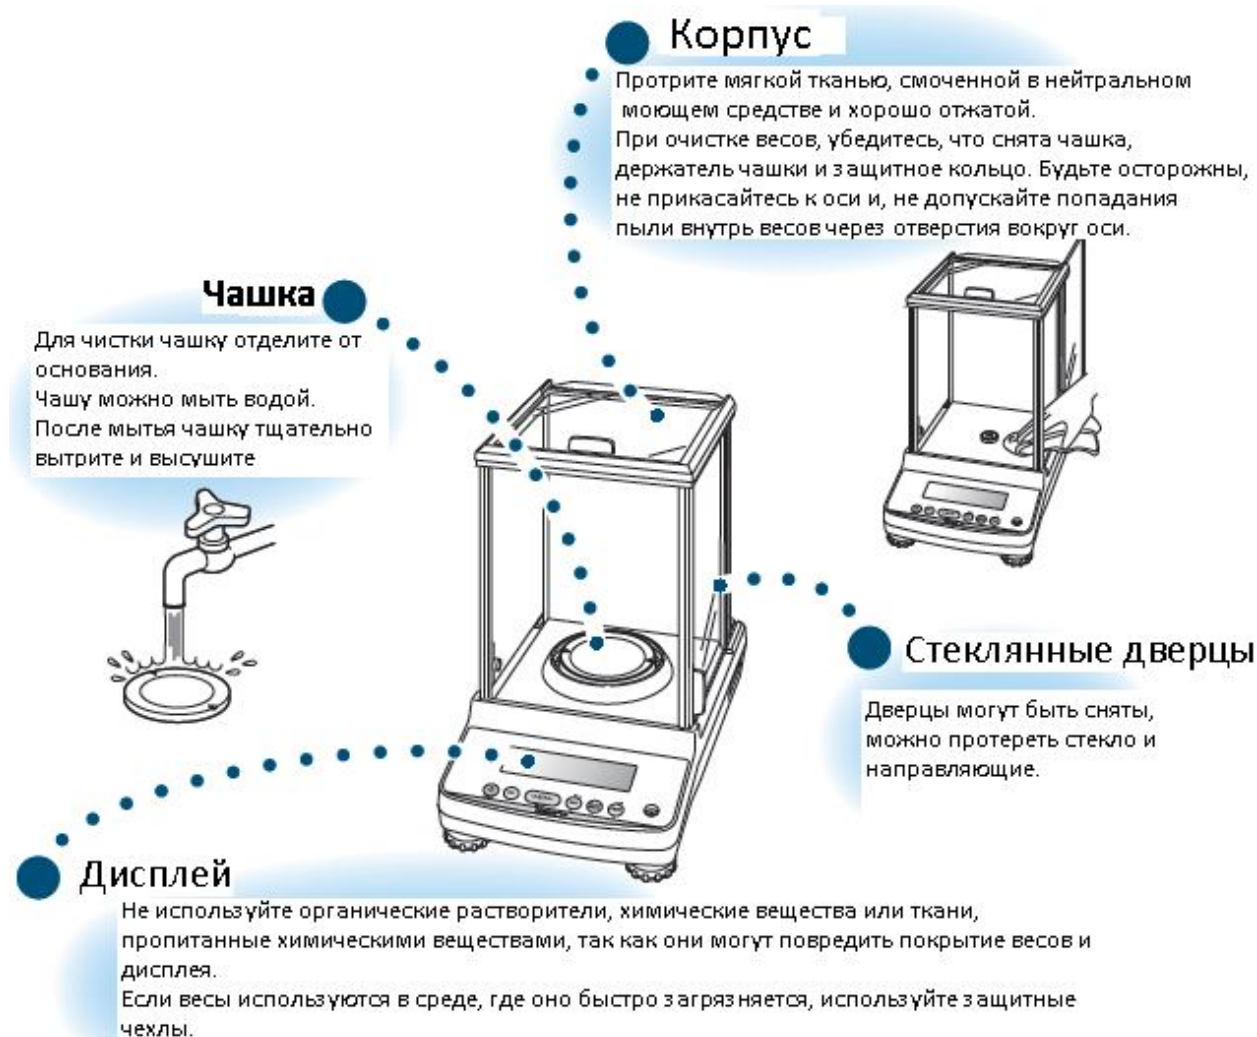 Корпус
Протрите мягкой тканью, смоченной в нейтральном
моющем средстве и хорошо отжатой.
При очистке весов, убедитесь, что снята чашка,
держатель чашки и защитное кольцо. Будьте осторожны,
не прикасайтесь к оси и, не допускайте попадания
пыли внутрь весов через отверстия вокруг оси.
Чашка
Для чистки чашку отделите от
основания.
Чашу можно мыть водой.
После мытья чашку тщательно
вытрите и высушите
Стеклянные дверцы
Дверцы могут быть сняты,
можно протереть стекло и
направляющие.
Дисплей
Не используйте органические растворители, химические вещества или ткани,
пропитанные химическими веществами, так как они могут повредить покрытие весов и
дисплея.
Если весы используются в среде, где оно быстро загрязняется, используйте защитные
чехлы.